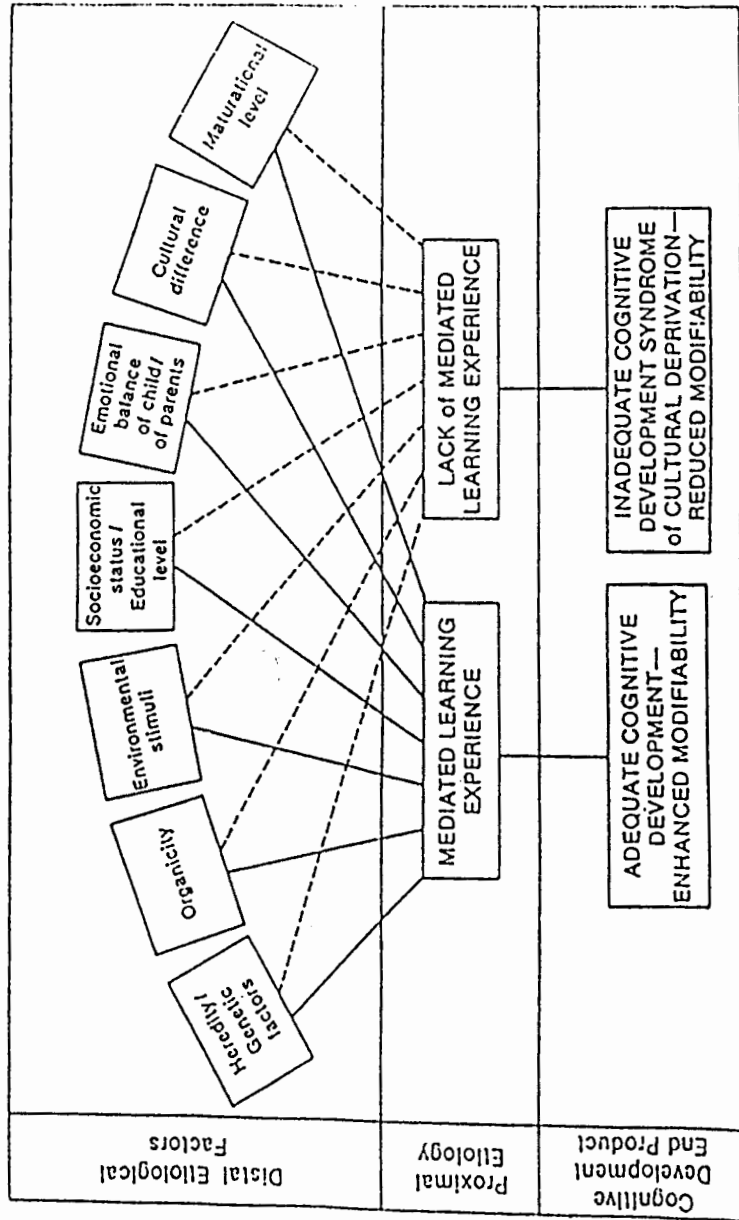 Distal Etiological
Factors
Heredity/
Genetic
factors
Organicity
Environmental
stimuli
Socioeconomic
status /
Educational
level
Emotional
balance
of child/
of parents
Cultural
difference
Maturational
level
Proximal
Etiology
MEDIATED LEARNING
EXPERIENCE
LACK of MEDIATED
LEARNING EXPERIENCE
Cognitive
Development
End Product
ADEQUATE COGNITIVE
DEVELOPMENT—
ENHANCED MODIFIABILITY
INADEQUATE COGNITIVE
DEVELOPMENT SYNDROME
of CULTURAL DEPRIVATION—
REDUCED MODIFIABILITY